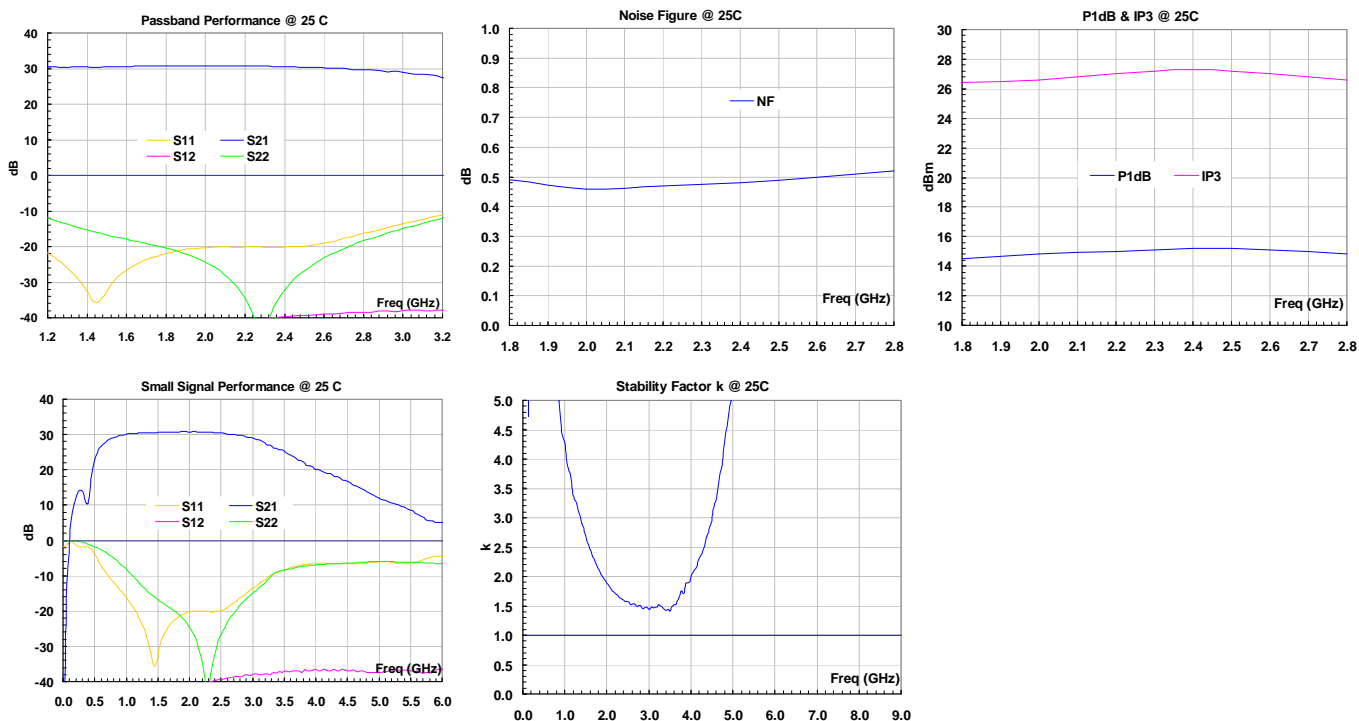 Passband Performance @ 25 C
40
30
20
10
0
-10
-20
-30
-40
dB
S11
S21
S12
S22
Freq (GHz)
1.2 1.4 1.6 1.8 2.0 2.2 2.4 2.6 2.8 3.0 3.2
Noise Figure @ 25C
1.0
0.9
0.8
0.7
0.6
0.5
0.4
0.3
0.2
0.1
0.0
dB
NF
Freq (GHz)
1.8 1.9 2.0 2.1 2.2 2.3 2.4 2.5 2.6 2.7 2.8
P1dB & IP3 @ 25C
30
28
26
24
22
20
18
16
14
12
10
dBm
P1dB
IP3
Freq (GHz)
1.8 1.9 2.0 2.1 2.2 2.3 2.4 2.5 2.6 2.7 2.8
Small Signal Performance @ 25 C
40
30
20
10
0
-10
-20
-30
-40
dB
S11
S21
S12
S22
Freq (GHz)
0.0 0.5 1.0 1.5 2.0 2.5 3.0 3.5 4.0 4.5 5.0 5.5 6.0
Stability Factor k @ 25C
5.0
4.5
4.0
3.5
3.0
2.5
2.0
1.5
1.0
0.5
0.0
k
Freq (GHz)
0.0 1.0 2.0 3.0 4.0 5.0 6.0 7.0 8.0 9.0